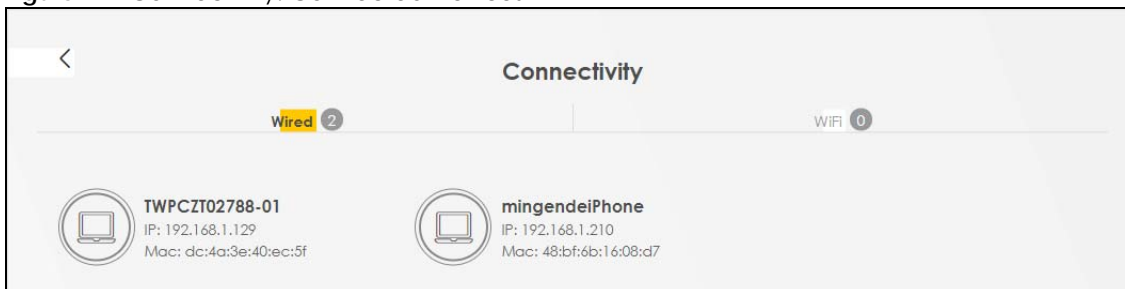 Connectivity
Wired 2
WiFi 0
TWPCZT02788-01
IP: 192.168.1.129
Mac: dc:4a:3e:40:ec:5f
mingendeiPhone
IP: 192.168.1.210
Mac: 48:bf:6b:16:08:d7